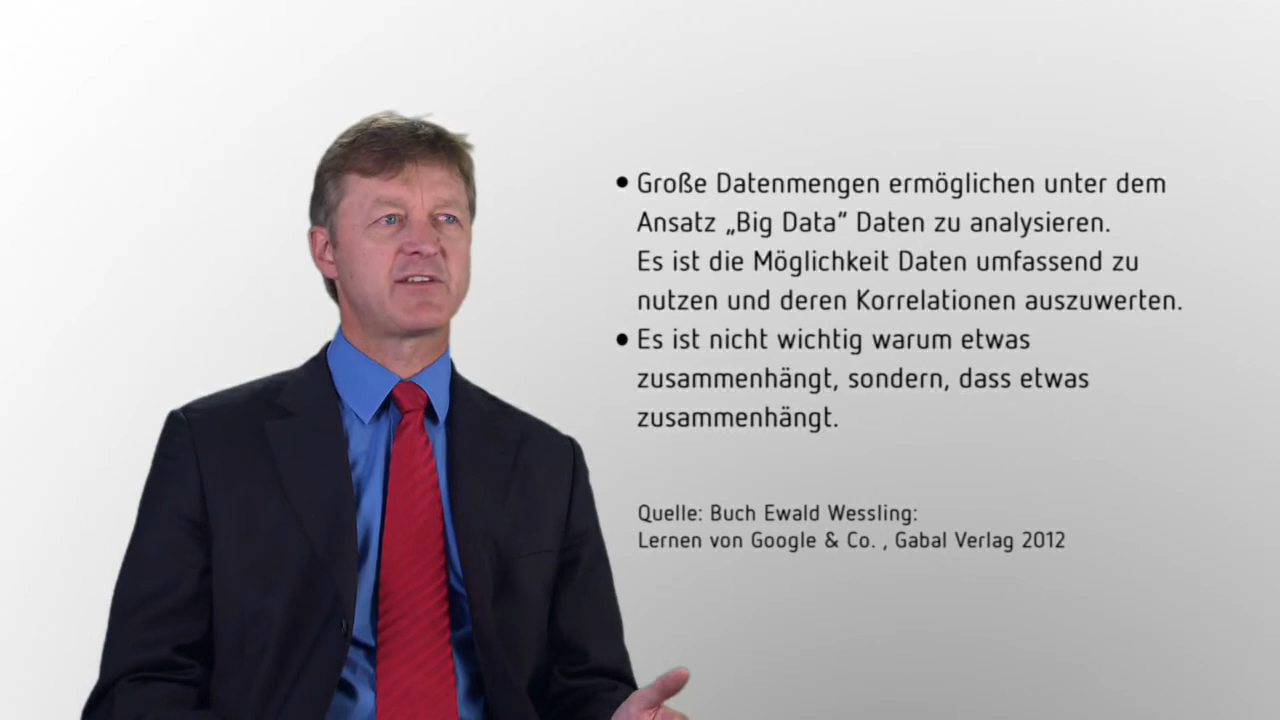 • Große Datenmengen ermöglichen unter dem
Ansatz „Big Data“ Daten zu analysieren.
Es ist die Möglichkeit Daten umfassend zu
nutzen und deren Korrelationen auszuwerten.
• Es ist nicht wichtig warum etwas
zusammenhängt, sondern, dass etwas
zusammenhängt.
Quelle: Buch Ewald Wessling:
Lernen von Google & Co. , Gabal Verlag 2012